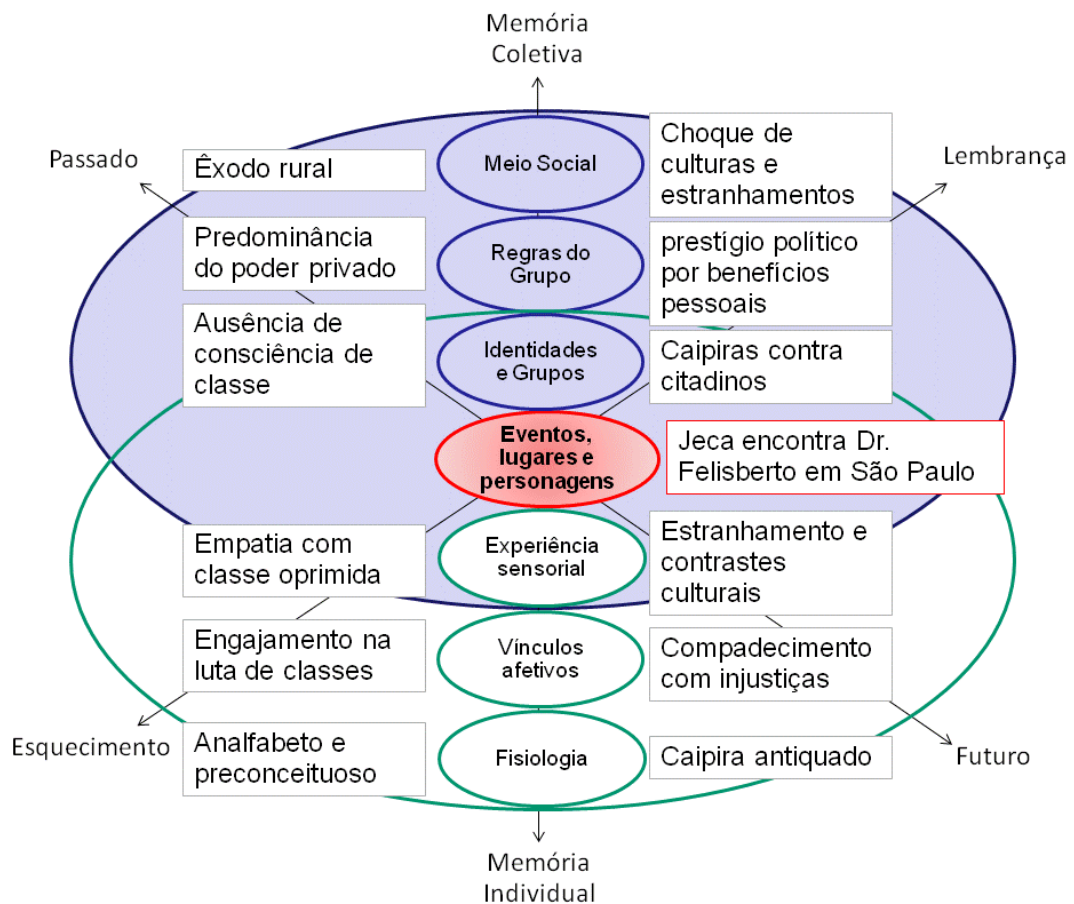 Memória
Coletiva
Passado
Lembrança
Êxodo rural
Meio Social
Choque de
culturas e
estranhamentos
Predominância
do poder privado
Regras do
Grupo
prestígio político
por benefícios
pessoais
Ausência de
consciência de
classe
Identidades
e Grupos
Caipiras contra
citadinos
Eventos,
lugares e
personagens
Jeca encontra Dr.
Felisberto em São Paulo
Empatia com
classe oprimida
Experiência
sensorial
Estranhamento e
contrastes
culturais
Engajamento na
luta de classes
Vínculos
afetivos
Compadecimento
com injustiças
Esquecimento
Analfabeto e
preconceituoso
Fisiologia
Caipira antiquado
Futuro
Memória
Individual